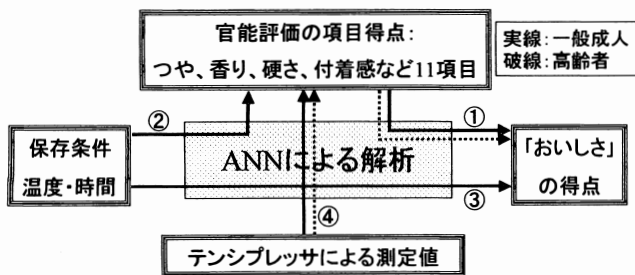 官能評価の項目得点:
つや、香り、硬さ、付着感など11項目
実線:一般成人
破線:高齢者
②
①
保存条件
温度・時間
ANNによる解析
「おいしさ」
の得点
③
④
テンシプレッサによる測定値